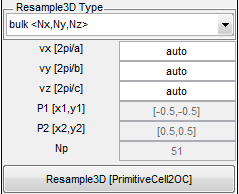 Resample3D Type
bulk <Nx,Ny,Nz>
vx [2pi/a] auto
vy [2pi/b] auto
vz [2pi/c] auto
P1 [x1,y1] [-0.5,-0.5]
P2 [x2,y2] [0.5,0.5]
Np 51
Resample3D [PrimitiveCell2OC]